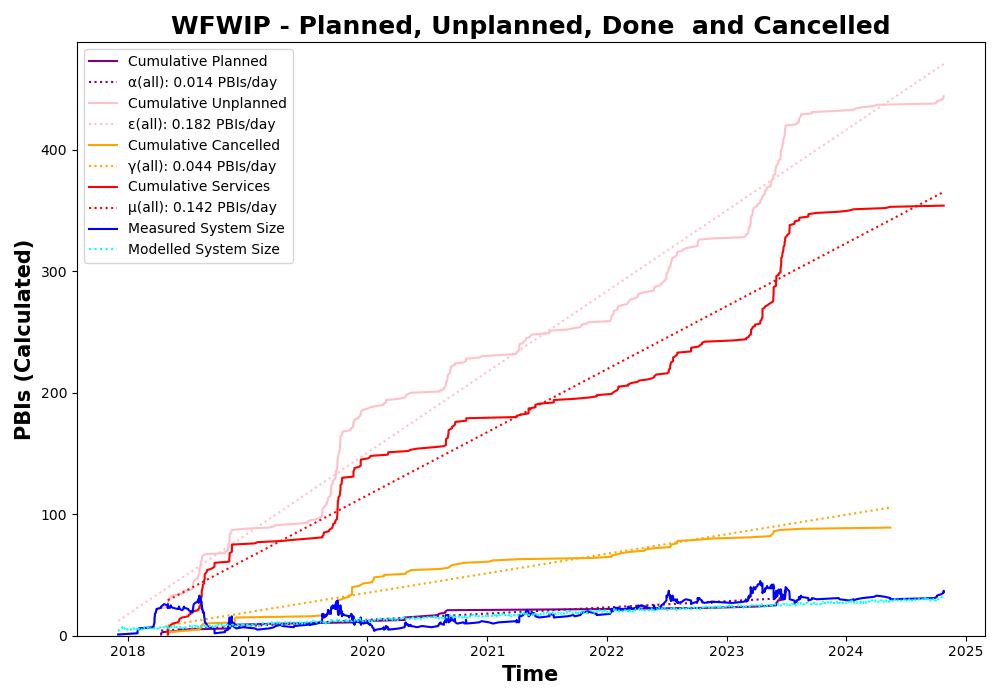 WFWIP - Planned, Unplanned, Done  and Cancelled
PBIs (Calculated)
400
300
200
100
0
Cumulative Planned
α(all): 0.014 PBIs/day
Cumulative Unplanned
ε(all): 0.182 PBIs/day
Cumulative Cancelled
γ(all): 0.044 PBIs/day
Cumulative Services
μ(all): 0.142 PBIs/day
Measured System Size
Modelled System Size
2018 2019 2020 2021 2022 2023 2024 2025
Time